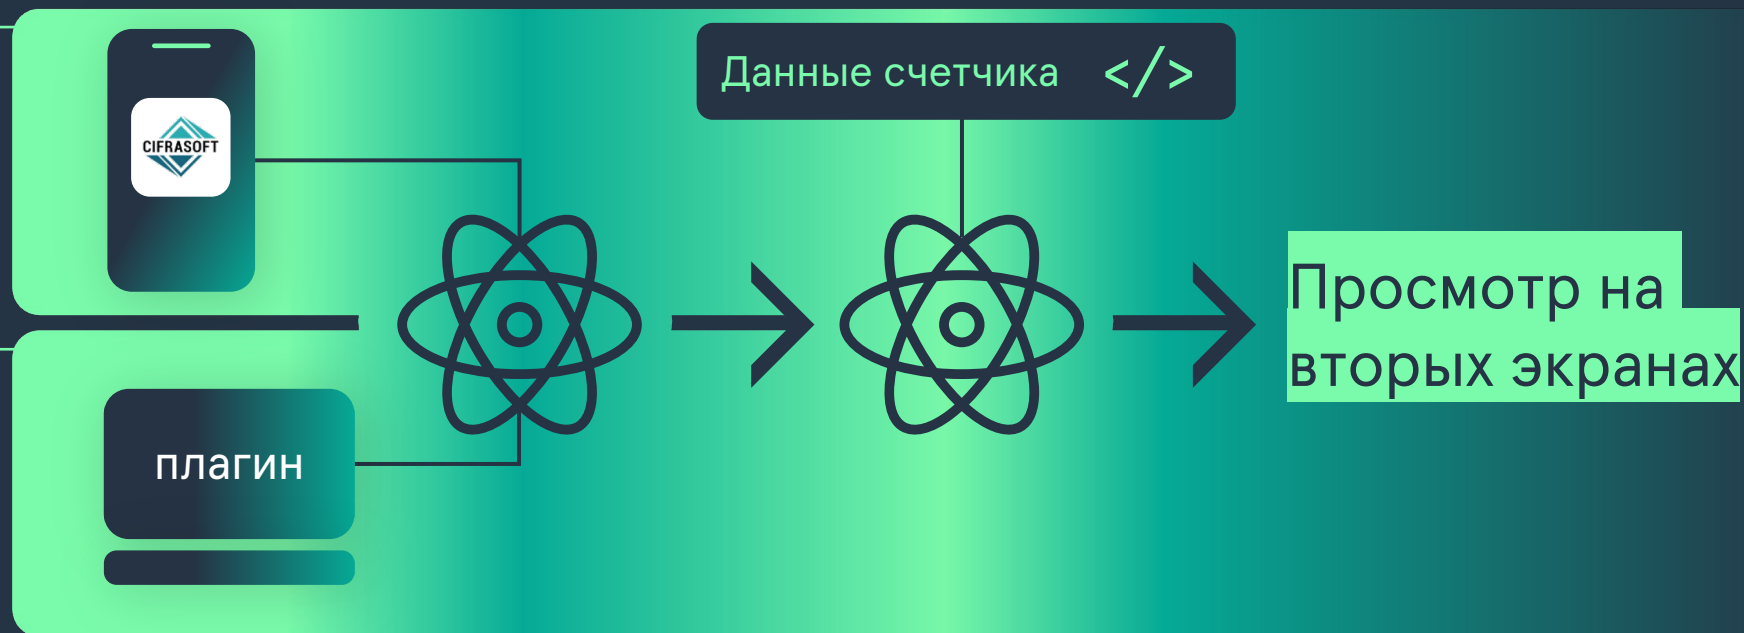 Данные счетчика </>
CIFRASOFT
Просмотр на
вторых экранах
плагин